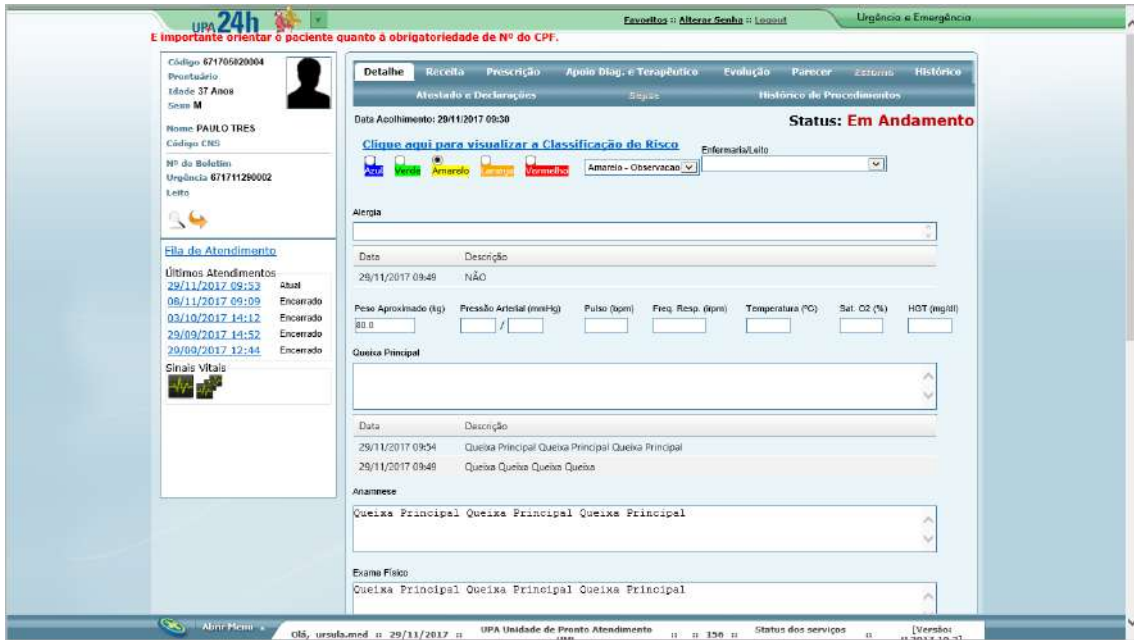 UPA 24h
Favoritos :: Alterar Senha :: Logout
Urgência e Emergência
É importante orientar o paciente quanto à obrigatoriedade de Nº do CPF.
Código 671705020004
Prontuário
Idade 37 Anos
Sexo M
Nome PAULO TRES
Código CNS
Nº do Boletim
Urgência 671711290002
Leito
Fila de Atendimento
Últimos Atendimentos
29/11/2017 09:53 Atual
08/11/2017 09:09 Encerrado
03/10/2017 14:12 Encerrado
29/09/2017 14:52 Encerrado
29/09/2017 12:44 Encerrado
Sinais Vitais
Detalhe Receita Prescrição Apoio Diag. e Terapêutico Evolução Parecer Estorno Histórico
Atestado e Declarações Sepse Histórico de Procedimentos
Data Acolhimento: 29/11/2017 09:30
Status: Em Andamento
Clique aqui para visualizar a Classificação de Risco
Azul Verde Amarelo Laranja Vermelho
Amarelo - Observacao
Enfermaria/Leito
Alergia
Data Descrição
29/11/2017 09:49 NÃO
Peso Aproximado (kg) Pressão Arterial (mmHg) Pulso (bpm) Freq. Resp. (irpm) Temperatura (ºC) Sat. O2 (%) HGT (mg/dl)
80.0 /
Queixa Principal
Data Descrição
29/11/2017 09:54 Queixa Principal Queixa Principal Queixa Principal
29/11/2017 09:49 Queixa Queixa Queixa Queixa
Anamnese
Queixa Principal Queixa Principal Queixa Principal
Exame Físico
Queixa Principal Queixa Principal Queixa Principal
Abrir Menu
Olá, ursula.med :: 29/11/2017 :: UPA Unidade de Pronto Atendimento :: :: 156 :: Status dos serviços :: [Versão: